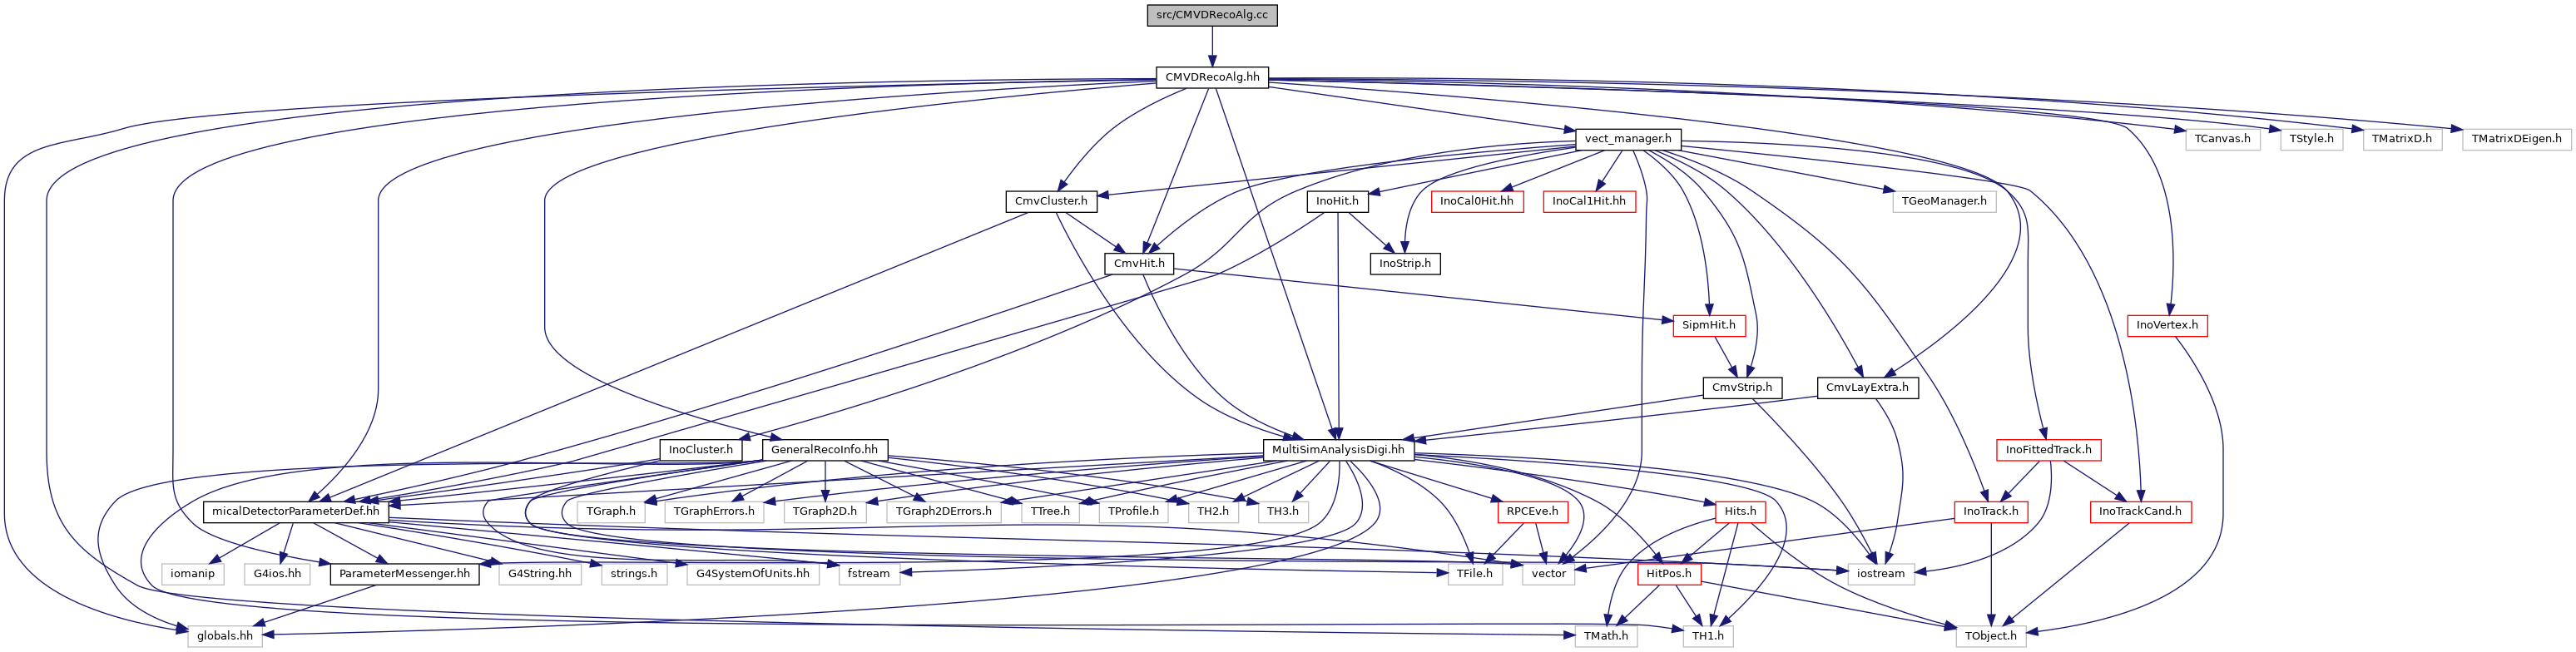 src/CMVDRecoAlg.cc
CMVDRecoAlg.hh
vect_manager.h
TCanvas.h
TStyle.h
TMatrixD.h
TMatrixDEigen.h
CmvCluster.h
InoHit.h
InoCal0Hit.hh
InoCal1Hit.hh
TGeoManager.h
CmvHit.h
InoStrip.h
SipmHit.h
InoVertex.h
CmvStrip.h
CmvLayExtra.h
InoCluster.h
GeneralRecoInfo.hh
MultiSimAnalysisDigi.hh
InoFittedTrack.h
micalDetectorParameterDef.hh
TGraph.h
TGraphErrors.h
TGraph2D.h
TGraph2DErrors.h
TTree.h
TProfile.h
TH2.h
TH3.h
RPCEve.h
Hits.h
InoTrack.h
InoTrackCand.h
iomanip
G4ios.hh
ParameterMessenger.hh
G4String.hh
strings.h
G4SystemOfUnits.hh
fstream
TFile.h
vector
HitPos.h
iostream
globals.hh
TMath.h
TH1.h
TObject.h